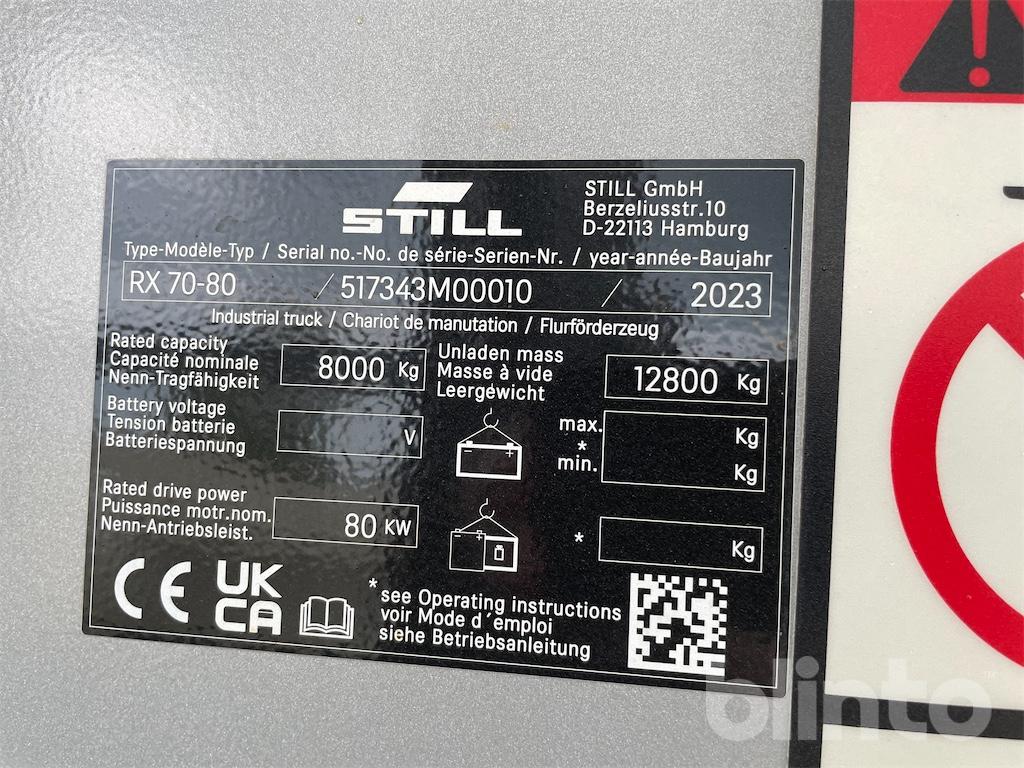 STILL
STILL GmbH
Berzeliusstr.10
D-22113 Hamburg
Type-Modèle-Typ / Serial no.-No. de série-Serien-Nr. / year-année-Baujahr
RX 70-80 / 517343M00010 / 2023
Industrial truck / Chariot de manutation / Flurförderzeug
Rated capacity
Capacité nominale
Nenn-Tragfähigkeit
8000 Kg
Unladen mass
Masse à vide
Leergewicht
12800 Kg
Battery voltage
Tension batterie
Batteriespannung
V
max. Kg
*
min. Kg
Rated drive power
Puissance motr.nom.
Nenn-Antriebsleist.
80 KW
* Kg
CE
UK
CA
* see Operating instructions
voir Mode d´emploi
siehe Betriebsanleitung
blinto